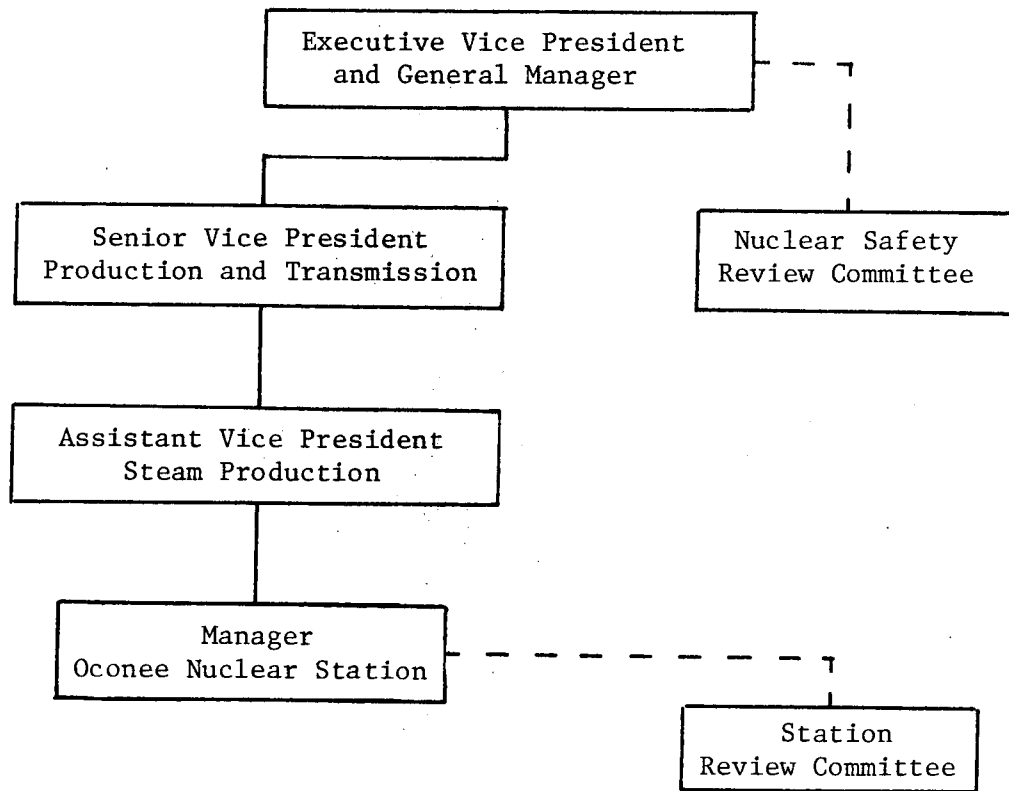 Executive Vice President
and General Manager
Senior Vice President
Production and Transmission
Nuclear Safety
Review Committee
Assistant Vice President
Steam Production
Manager
Oconee Nuclear Station
Station
Review Committee